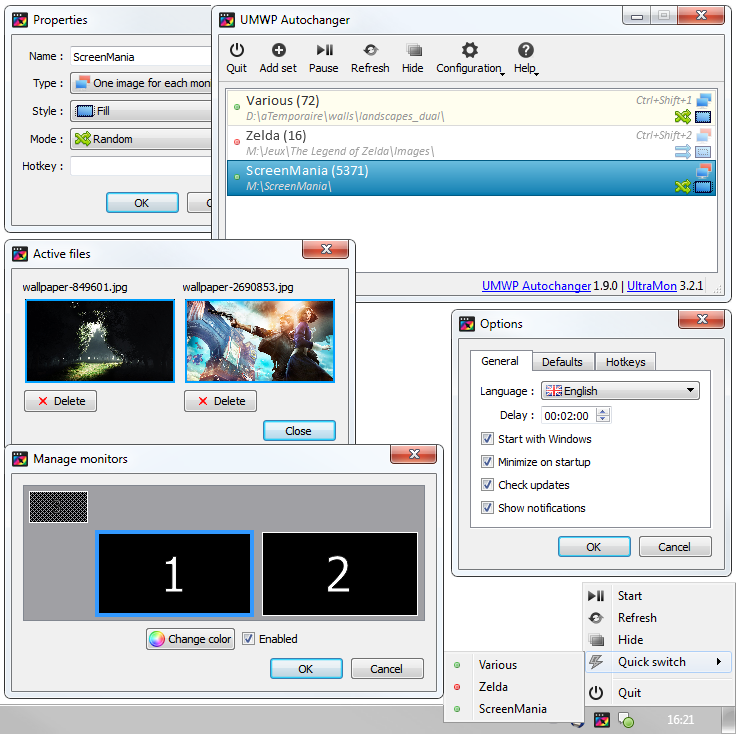 Properties
Name :
ScreenMania
Type :
One image for each mon
Style :
Fill
Mode :
Random
Hotkey :
OK
UMWP Autochanger
Quit
Add set
Pause
Refresh
Hide
Configuration
Help
Various (72)
Ctrl+Shift+1
D:\aTemporaire\walls\landscapes_dual\
Zelda (16)
Ctrl+Shift+2
M:\Jeux\The Legend of Zelda\Images\
ScreenMania (5371)
M:\ScreenMania\
UMWP Autochanger 1.9.0 | UltraMon 3.2.1
Active files
wallpaper-849601.jpg
wallpaper-2690853.jpg
Delete
Delete
Close
Options
General
Defaults
Hotkeys
Language :
English
Delay :
00:02:00
Start with Windows
Minimize on startup
Check updates
Show notifications
OK
Cancel
Manage monitors
1
2
Change color
Enabled
OK
Cancel
Start
Refresh
Hide
Quick switch
Quit
Various
Zelda
ScreenMania
16:21